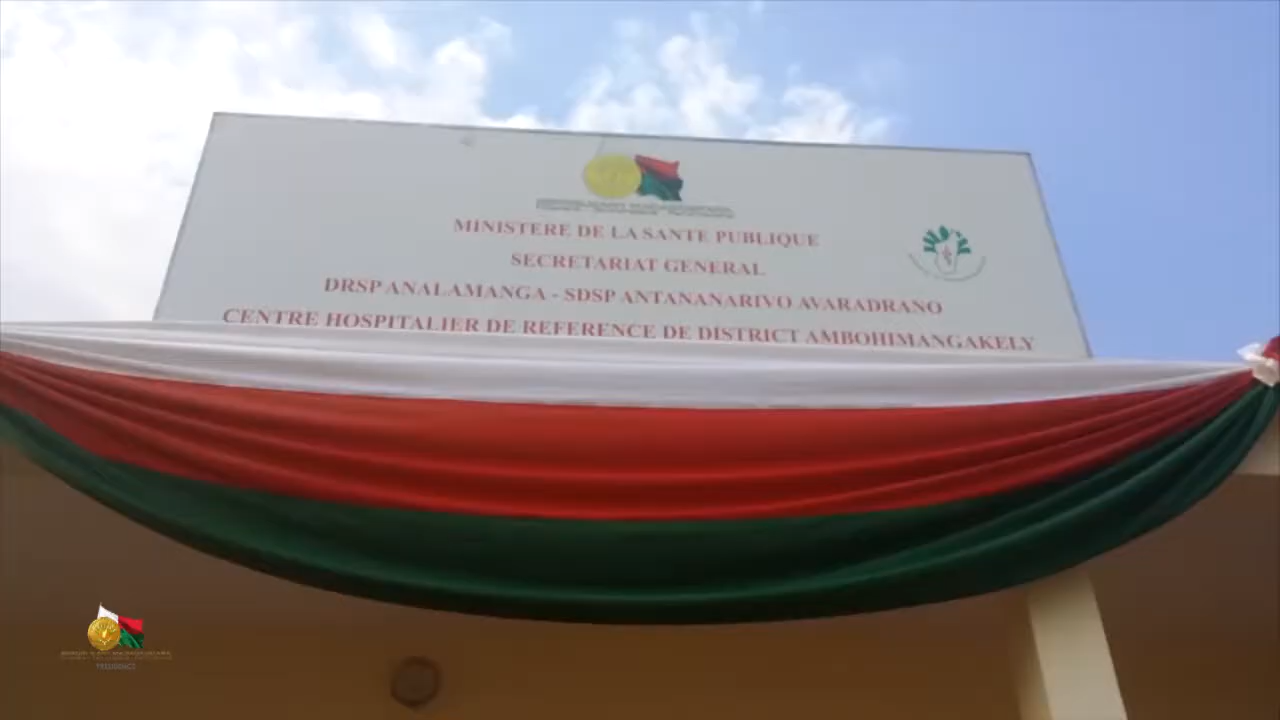 MINISTERE DE LA SANTE PUBLIQUE
SECRETARIAT GENERAL
DRSP ANALAMANGA - SDSP ANTANANARIVO AVARADRANO
CENTRE HOSPITALIER DE REFERENCE DE DISTRICT AMBOHIMANGAKELY